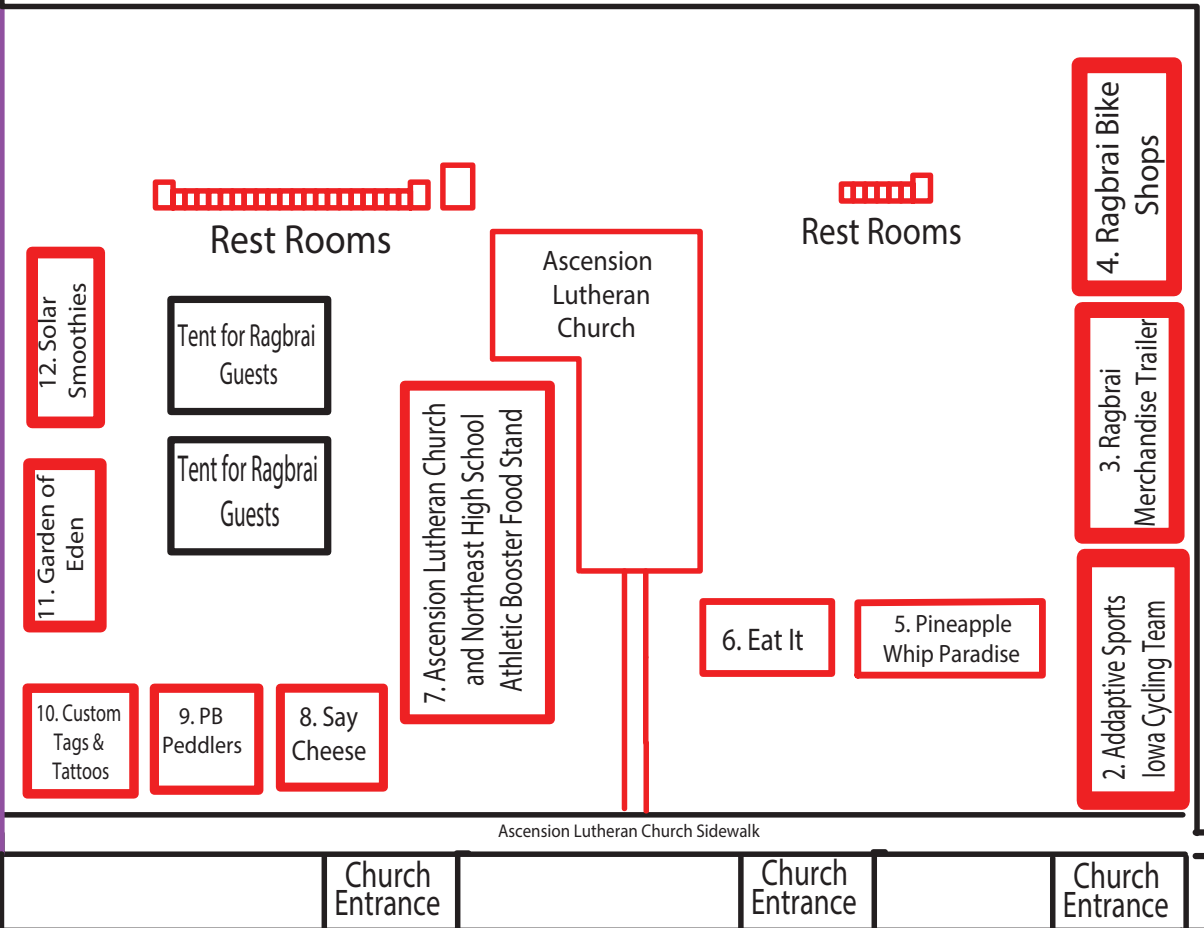 4. Ragbrai Bike
Shops
Rest Rooms
Rest Rooms
Ascension
Lutheran
Church
12. Solar
Smoothies
Tent for Ragbrai
Guests
3. Ragbrai
Merchandise Trailer
7. Ascension Lutheran Church
and Northeast High School
Athletic Booster Food Stand
Tent for Ragbrai
Guests
11. Garden of
Eden
2. Addaptive Sports
Iowa Cycling Team
6. Eat It
5. Pineapple
Whip Paradise
10. Custom
Tags &
Tattoos
9. PB
Peddlers
8. Say
Cheese
Ascension Lutheran Church Sidewalk
Church
Entrance
Church
Entrance
Church
Entrance